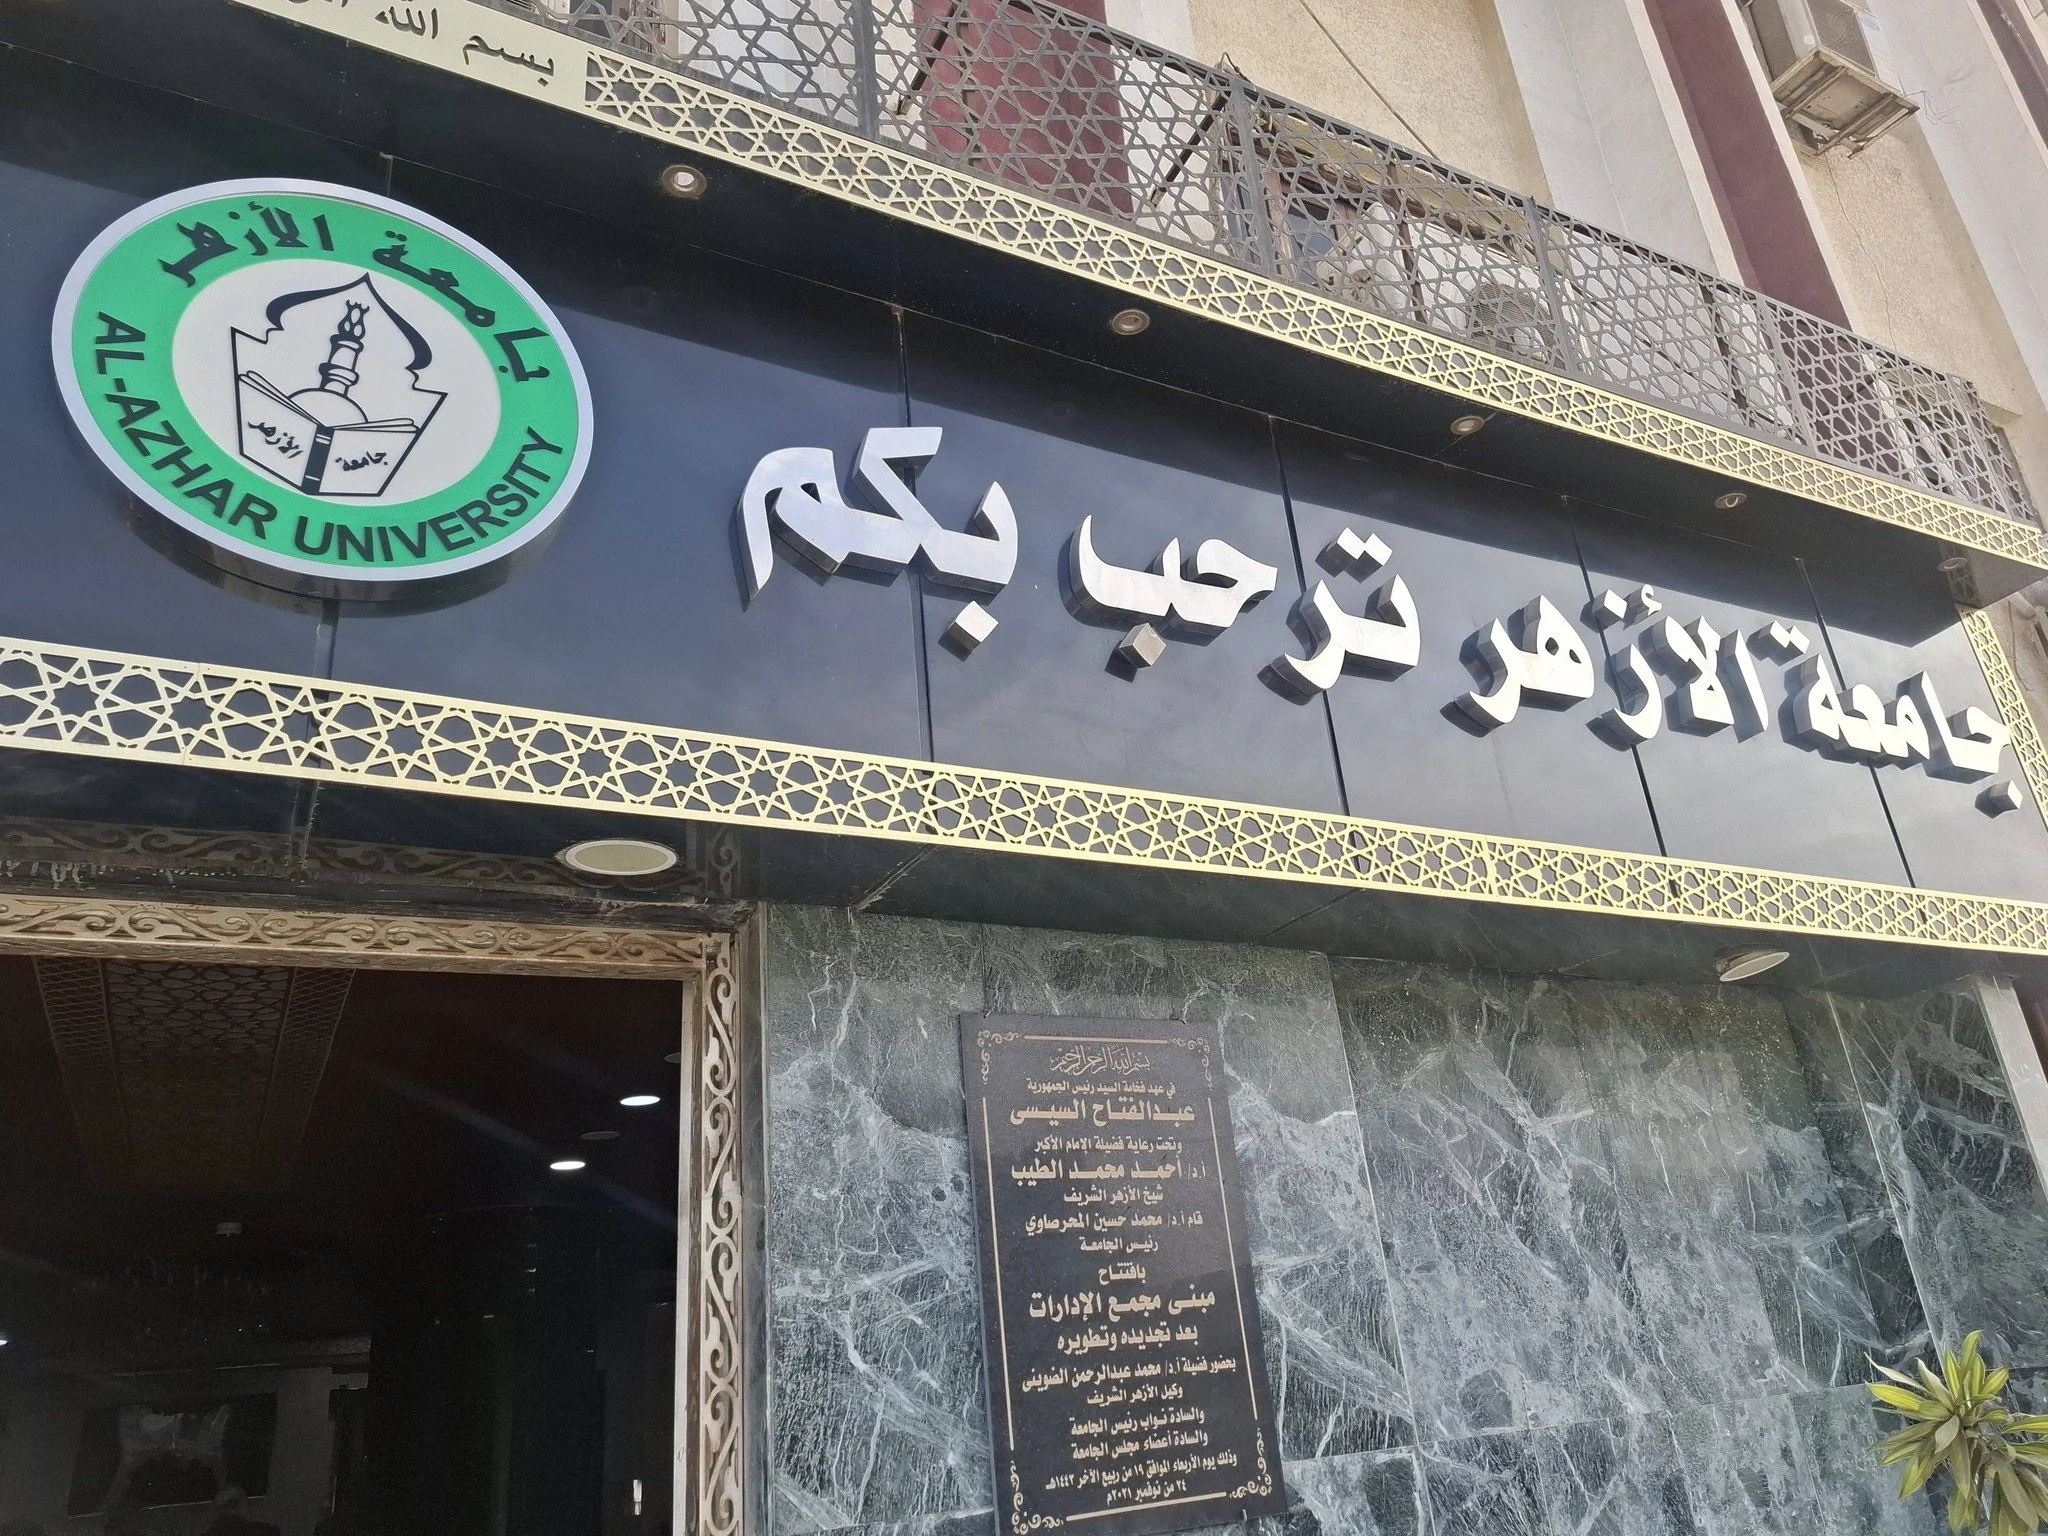 بسم الله
جامعة الأزهر
AL-AZHAR UNIVERSITY
جامعة الأزهر
جامعة الأزهر ترحب بكم
بسم الله الرحمن الرحيم
في عهد فخامة السيد رئيس الجمهورية
عبدالفتاح السيسى
وتحت رعاية فضيلة الإمام الأكبر
أ.د/ أحمد محمد الطيب
شيخ الأزهر الشريف
قام أ.د/ محمد حسين المحرصاوي
رئيس الجامعة
بافتتاح
مبنى مجمع الإدارات
بعد تجديده وتطويره
بحضور فضيلة أ.د/ محمد عبدالرحمن الضوينى
وكيل الأزهر الشريف
والسادة نواب رئيس الجامعة
والسادة أعضاء مجلس الجامعة
وذلك يوم الأربعاء الموافق ١٩ من ربيع الآخر ١٤٤٣هـ
٢٤ من نوفمبر ٢٠٢١م